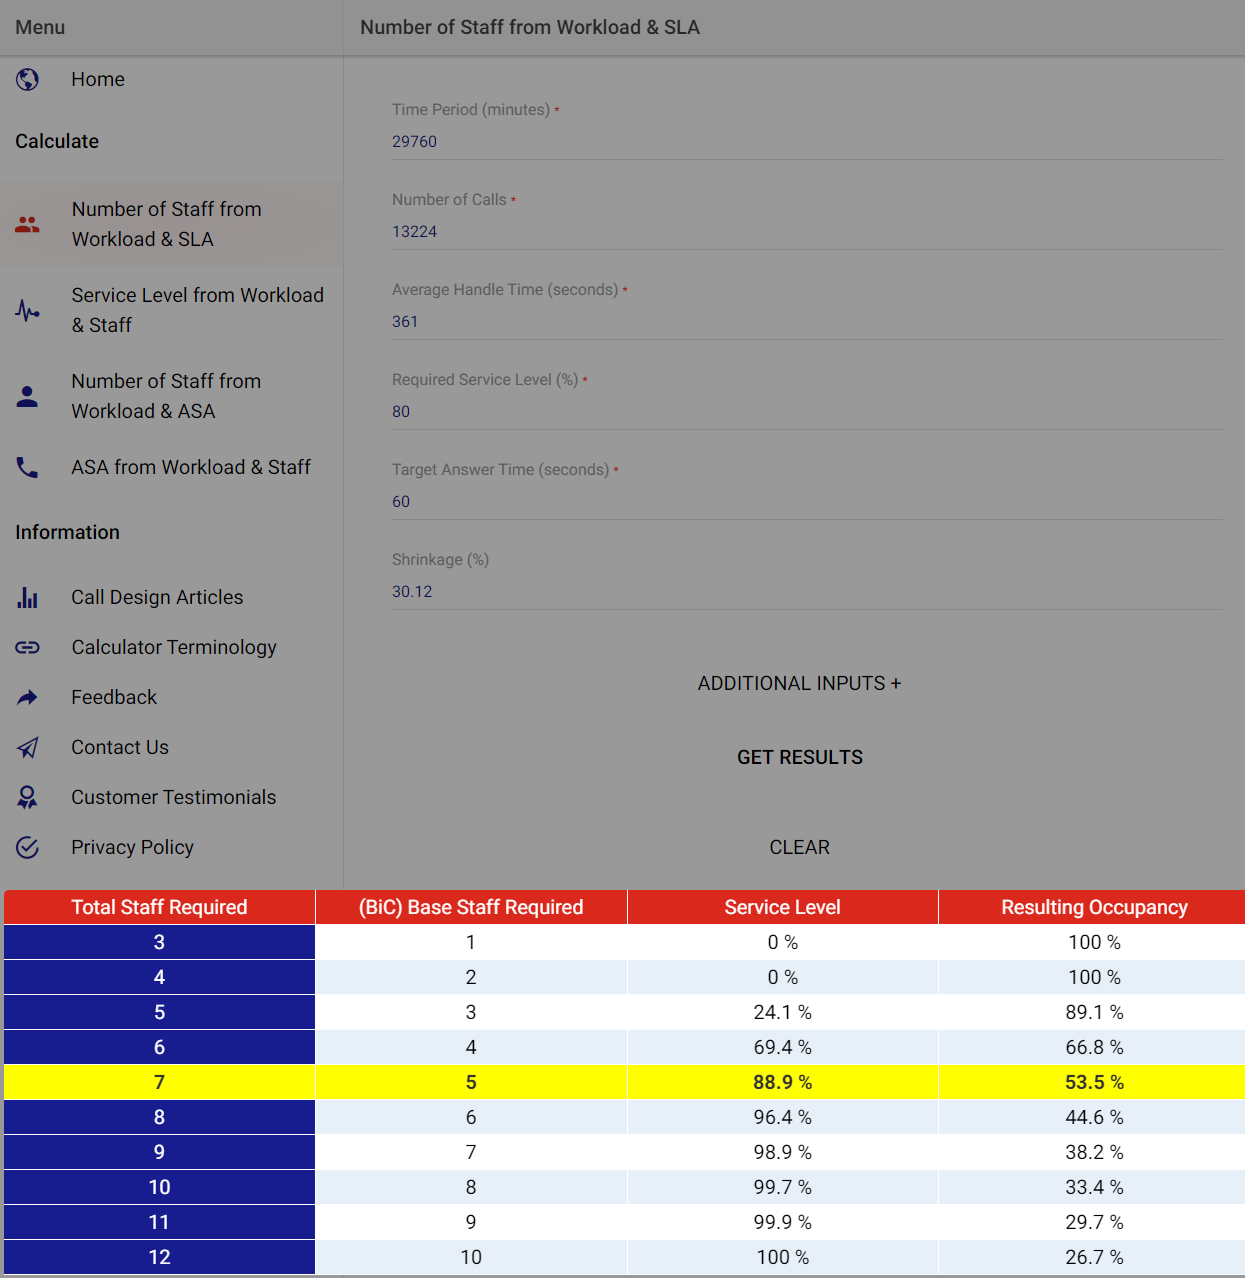 Menu
Number of Staff from Workload & SLA
Home
Calculate
Number of Staff from
Workload & SLA
Service Level from Workload
& Staff
Number of Staff from
Workload & ASA
ASA from Workload & Staff
Information
Call Design Articles
Calculator Terminology
Feedback
Contact Us
Customer Testimonials
Privacy Policy
Time Period (minutes) *
29760
Number of Calls *
13224
Average Handle Time (seconds) *
361
Required Service Level (%) *
80
Target Answer Time (seconds) *
60
Shrinkage (%)
30.12
ADDITIONAL INPUTS +
GET RESULTS
CLEAR
Total Staff Required (BiC) Base Staff Required Service Level Resulting Occupancy
3 1 0 % 100 %
4 2 0 % 100 %
5 3 24.1 % 89.1 %
6 4 69.4 % 66.8 %
7 5 88.9 % 53.5 %
8 6 96.4 % 44.6 %
9 7 98.9 % 38.2 %
10 8 99.7 % 33.4 %
11 9 99.9 % 29.7 %
12 10 100 % 26.7 %